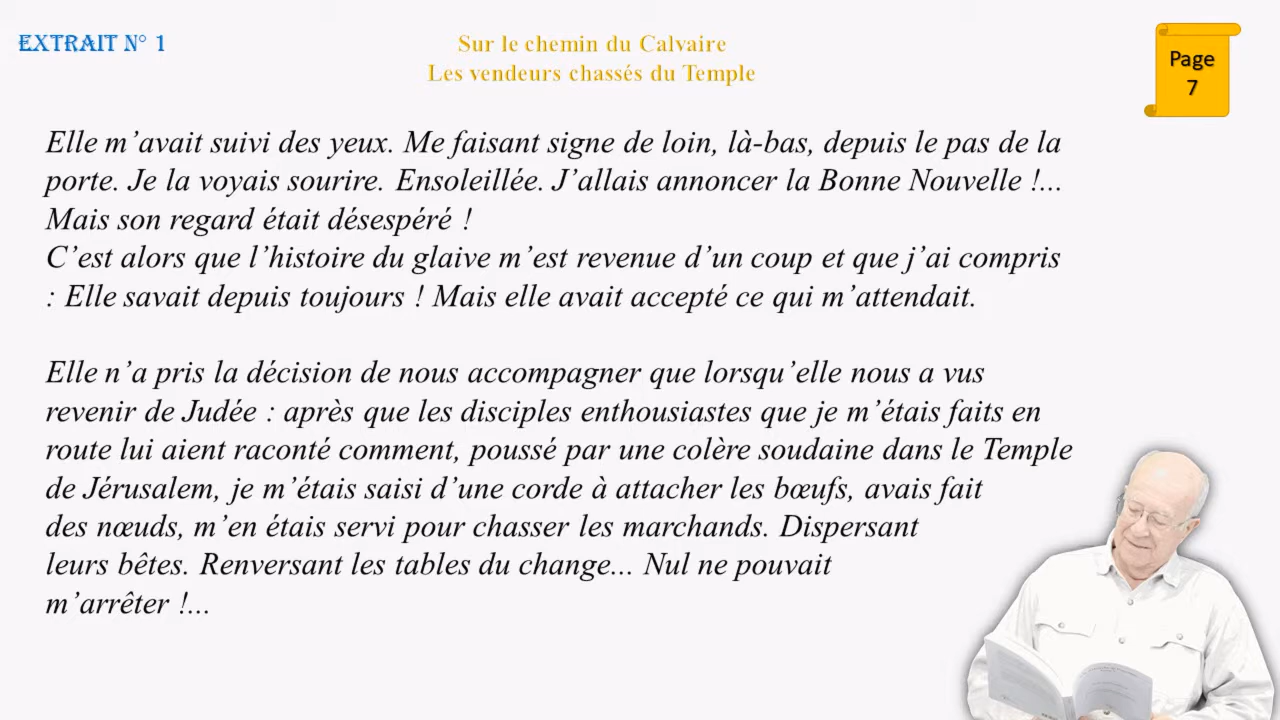 EXTRAIT N° 1
Sur le chemin du Calvaire
Les vendeurs chassés du Temple
Page
7
Elle m’avait suivi des yeux. Me faisant signe de loin, là-bas, depuis le pas de la
porte. Je la voyais sourire. Ensoleillée. J’allais annoncer la Bonne Nouvelle !...
Mais son regard était désespéré !
C’est alors que l’histoire du glaive m’est revenue d’un coup et que j’ai compris
: Elle savait depuis toujours ! Mais elle avait accepté ce qui m’attendait.
Elle n’a pris la décision de nous accompagner que lorsqu’elle nous a vus
revenir de Judée : après que les disciples enthousiastes que je m’étais faits en
route lui aient raconté comment, poussé par une colère soudaine dans le Temple
de Jérusalem, je m’étais saisi d’une corde à attacher les bœufs, avais fait
des nœuds, m’en étais servi pour chasser les marchands. Dispersant
leurs bêtes. Renversant les tables du change... Nul ne pouvait
m’arrêter !...